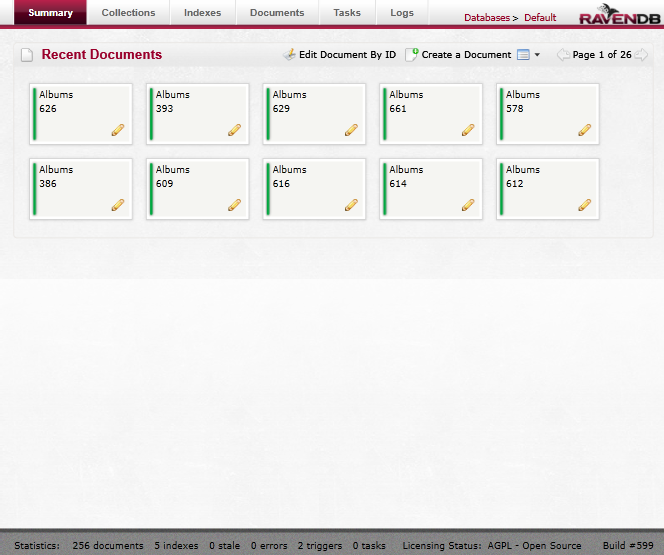 Summary Collections Indexes Documents Tasks Logs
Databases > Default
RAVENDB
Recent Documents
Edit Document By ID Create a Document Page 1 of 26
Albums Albums Albums Albums Albums
626 393 629 661 578
Albums Albums Albums Albums Albums
386 609 616 614 612
Statistics: 256 documents 5 indexes 0 stale 0 errors 2 triggers 0 tasks Licensing Status: AGPL - Open Source Build #599